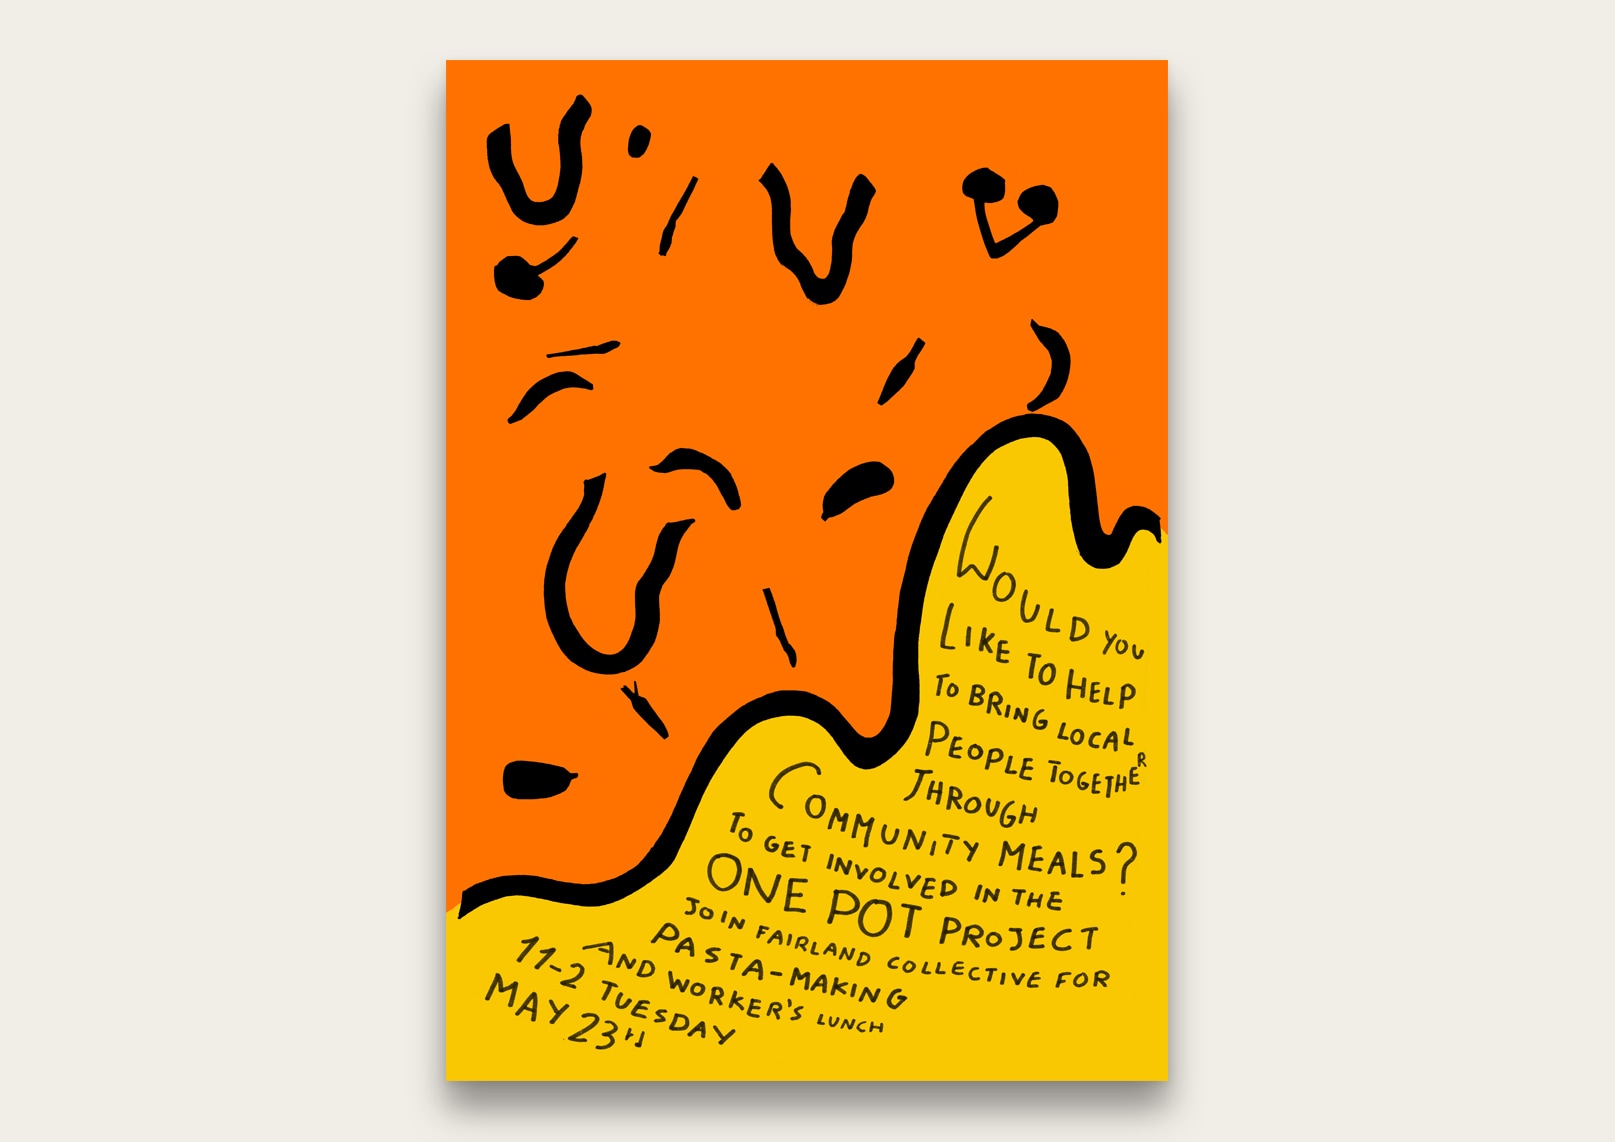 WOULD YOU
LIKE TO HELP
TO BRING LOCAL
PEOPLE TOGETHER
THROUGH
COMMUNITY MEALS?
TO GET INVOLVED IN THE
ONE POT PROJECT
JOIN FAIRLAND COLLECTIVE FOR
PASTA-MAKING
AND WORKER'S LUNCH
11-2 TUESDAY
MAY 23rd